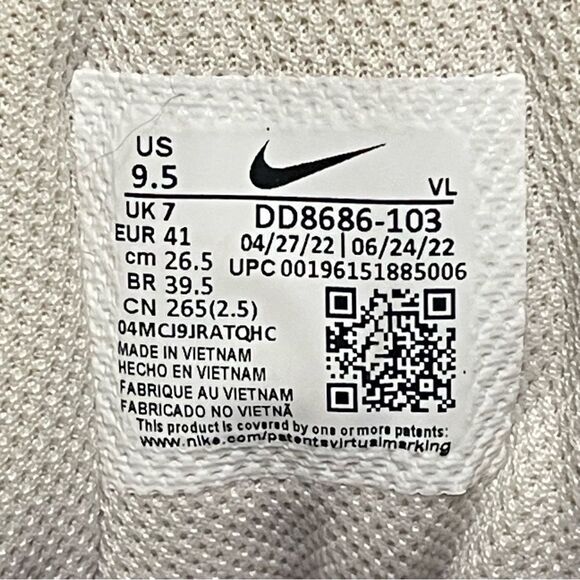 US
9.5
VL
UK 7
DD8686-103
EUR 41
04/27/22 | 06/24/22
cm 26.5
UPC 00196151885006
BR 39.5
CN 265(2.5)
04MCJ9JRATQHC
MADE IN VIETNAM
HECHO EN VIETNAM
FABRIQUE AU VIETNAM
FABRICADO NO VIETNÃ
This product is covered by one or more patents:
www.nike.com/patentsvirtualmarking